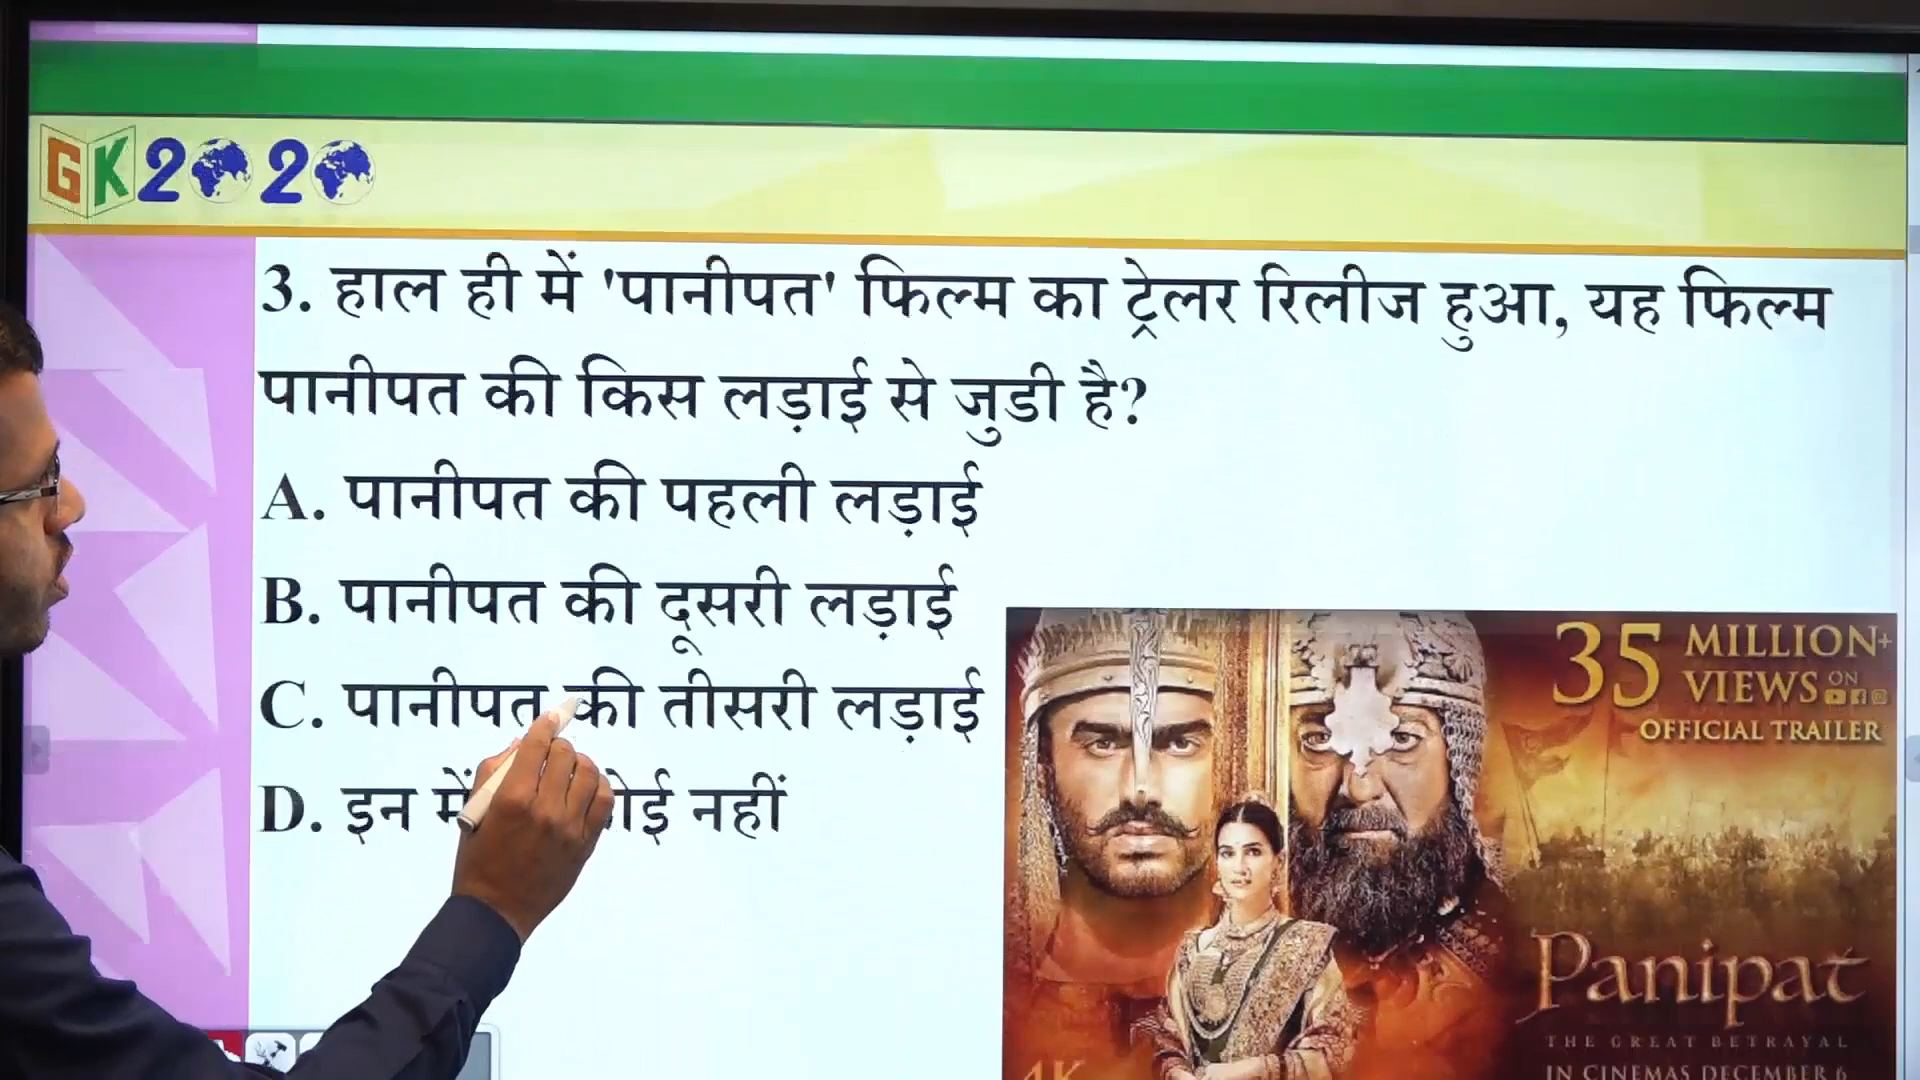 GK2020
3. हाल ही में 'पानीपत' फिल्म का ट्रेलर रिलीज हुआ, यह फिल्म
पानीपत की किस लड़ाई से जुडी है?
A. पानीपत की पहली लड़ाई
B. पानीपत की दूसरी लड़ाई
C. पानीपत की तीसरी लड़ाई
D. इन में ोई नहीं
35 MILLION+
VIEWS ON
OFFICIAL TRAILER
Panipat
THE GREAT BETRAYAL
IN CINEMAS DECEMBER 6
4K